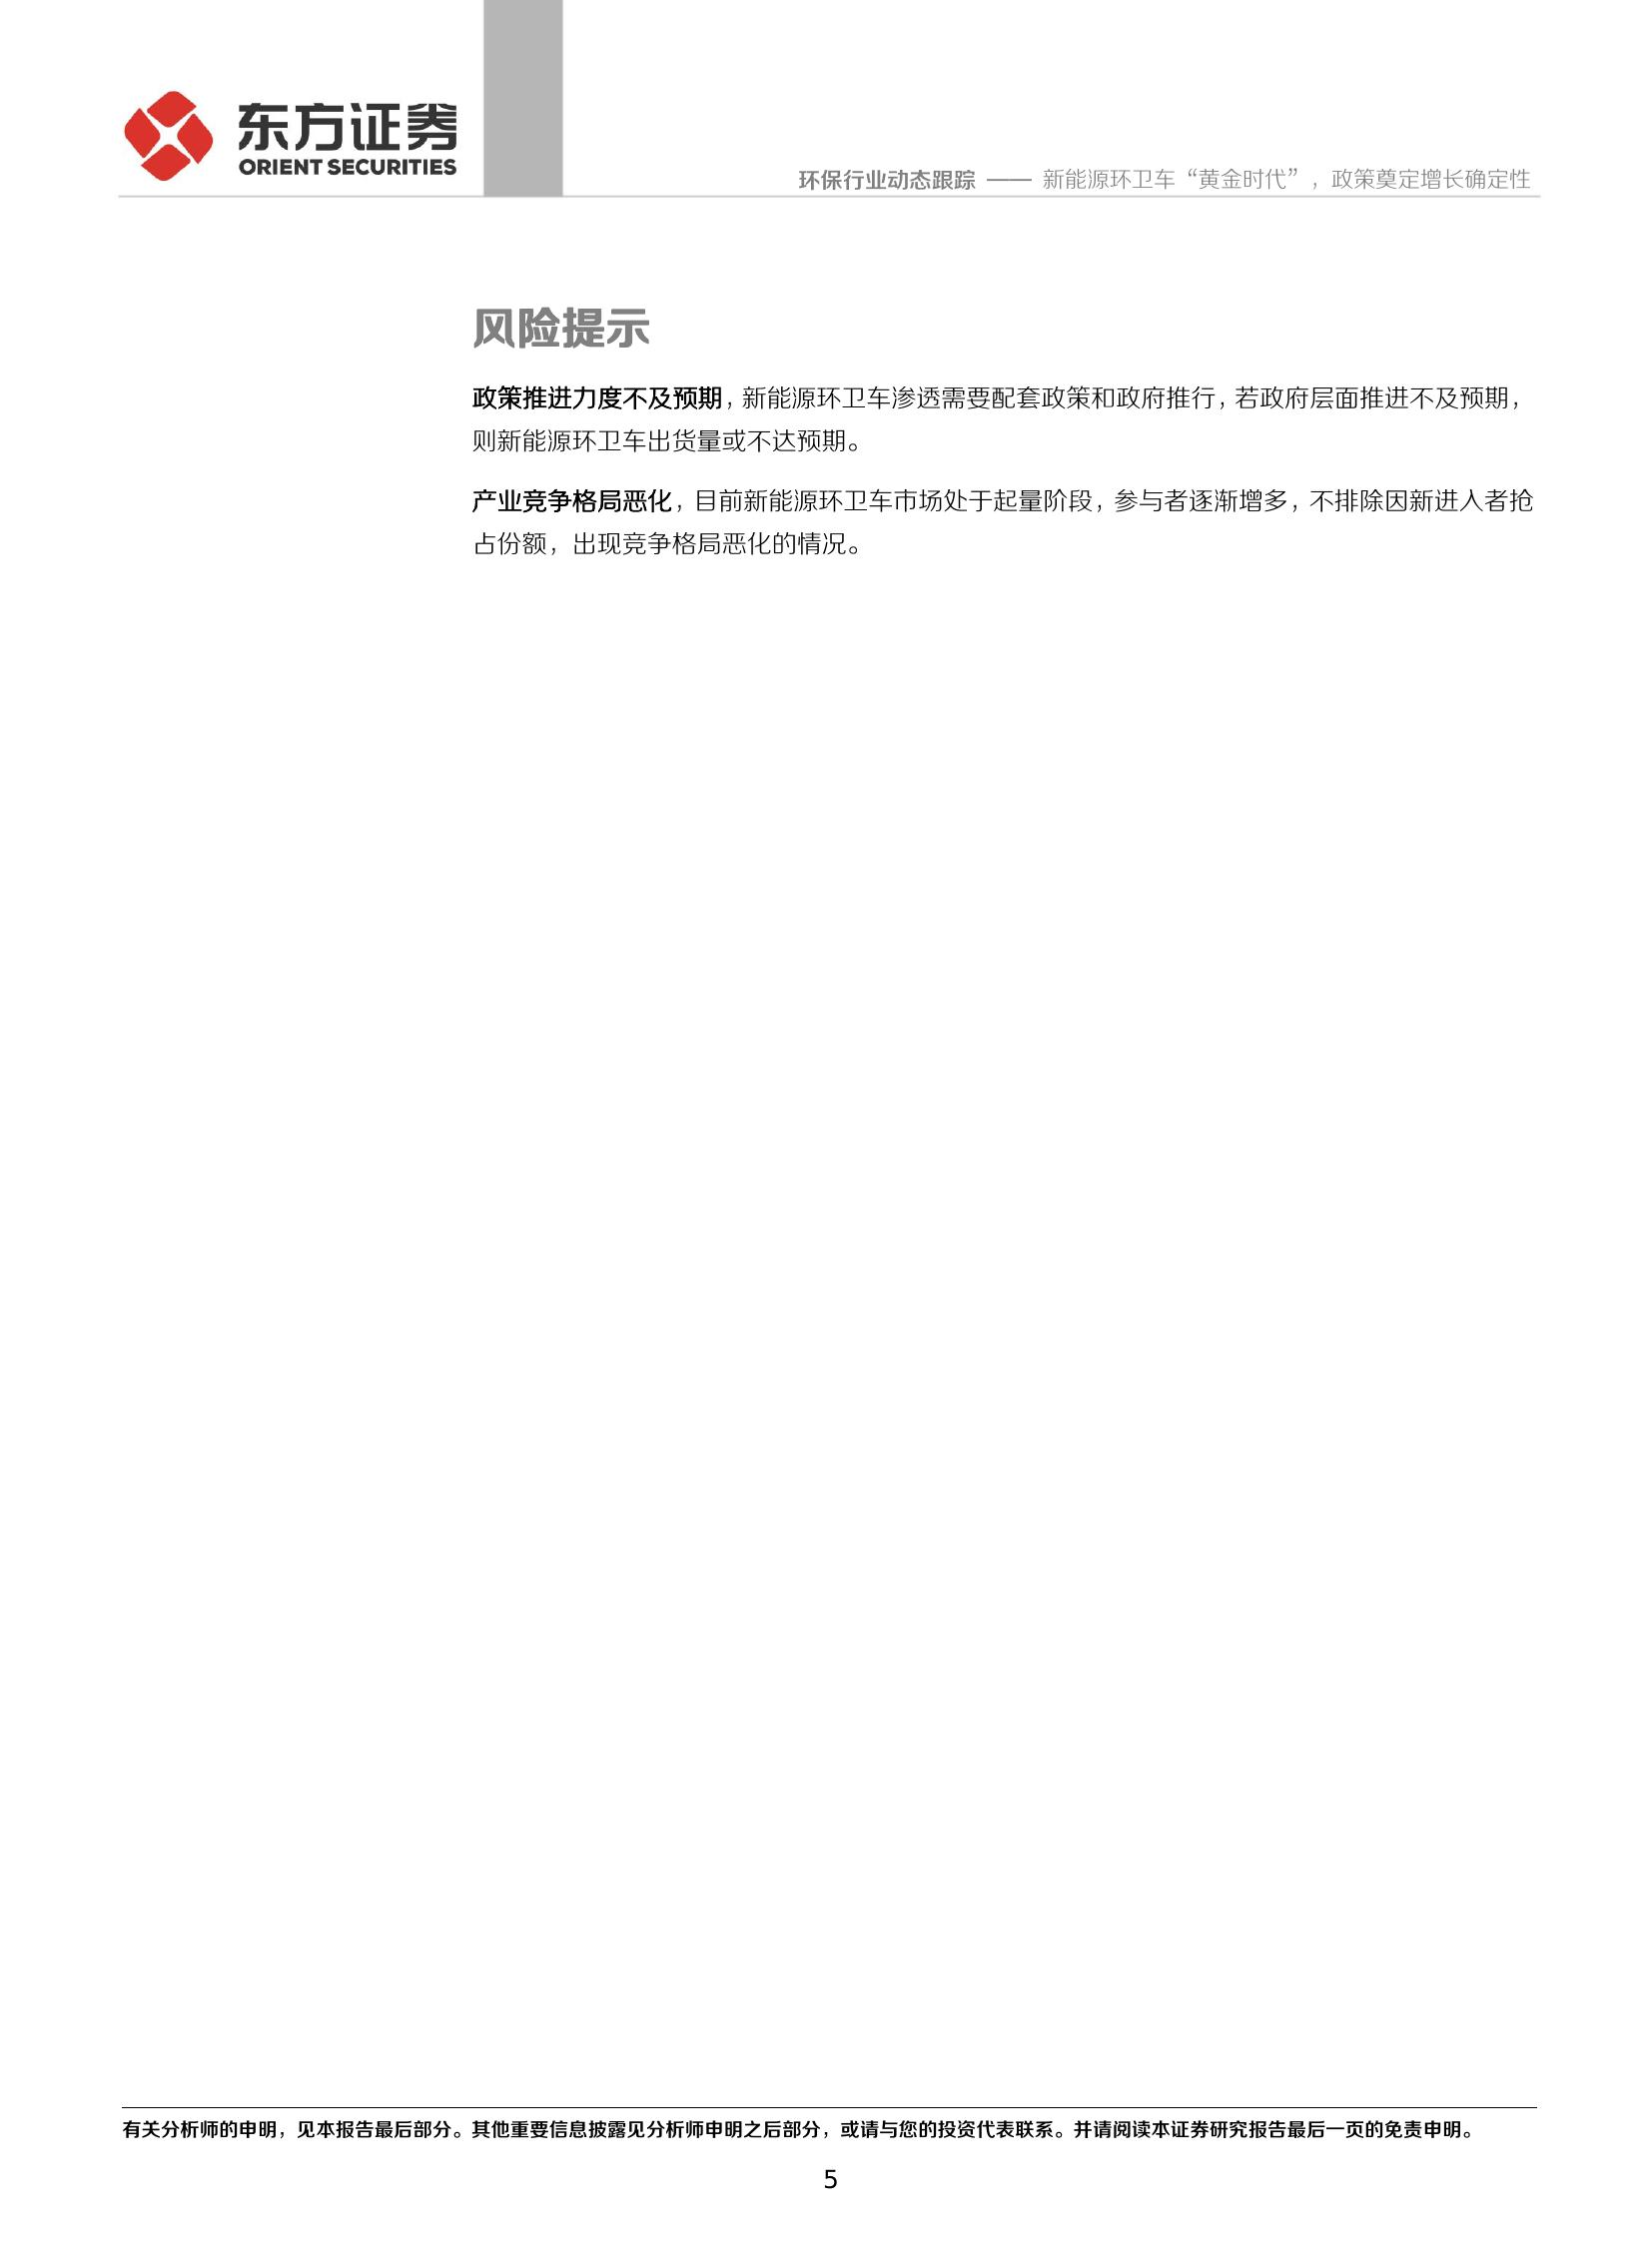 东方证券
ORIENT SECURITIES
环保行业动态跟踪 —— 新能源环卫车“黄金时代”，政策奠定增长确定性
风险提示
政策推进力度不及预期，新能源环卫车渗透需要配套政策和政府推行，若政府层面推进不及预期，
则新能源环卫车出货量或不达预期。
产业竞争格局恶化，目前新能源环卫车市场处于起量阶段，参与者逐渐增多，不排除因新进入者抢
占份额，出现竞争格局恶化的情况。
有关分析师的申明，见本报告最后部分。其他重要信息披露见分析师申明之后部分，或请与您的投资代表联系。并请阅读本证券研究报告最后一页的免责申明。
5